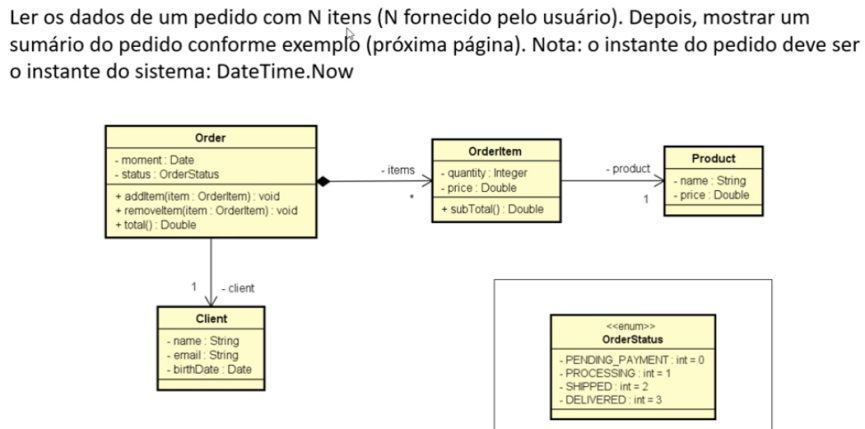 Ler os dados de um pedido com N itens (N fornecido pelo usuário). Depois, mostrar um
sumário do pedido conforme exemplo (próxima página). Nota: o instante do pedido deve ser
o instante do sistema: DateTime.Now
Order
- moment : Date
- status : OrderStatus
+ addItem(item : OrderItem) : void
+ removeItem(item : OrderItem) : void
+ total() : Double
- items
*
OrderItem
- quantity : Integer
- price : Double
+ subTotal() : Double
- product
1
Product
- name : String
- price : Double
1 - client
Client
- name : String
- email : String
- birthDate : Date
<<enum>>
OrderStatus
- PENDING_PAYMENT : int = 0
- PROCESSING : int = 1
- SHIPPED : int = 2
- DELIVERED : int = 3